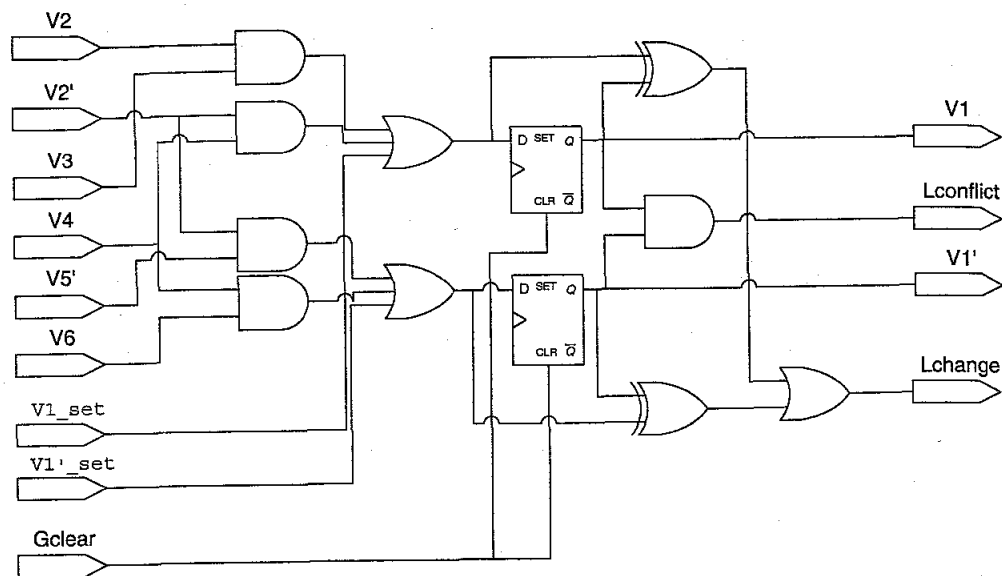 V2
V2'
V3
V4
V5'
V6
V1_set
V1'_set
Gclear
D SET Q
CLR Q̅
D SET Q
CLR Q̅
V1
Lconflict
V1'
Lchange